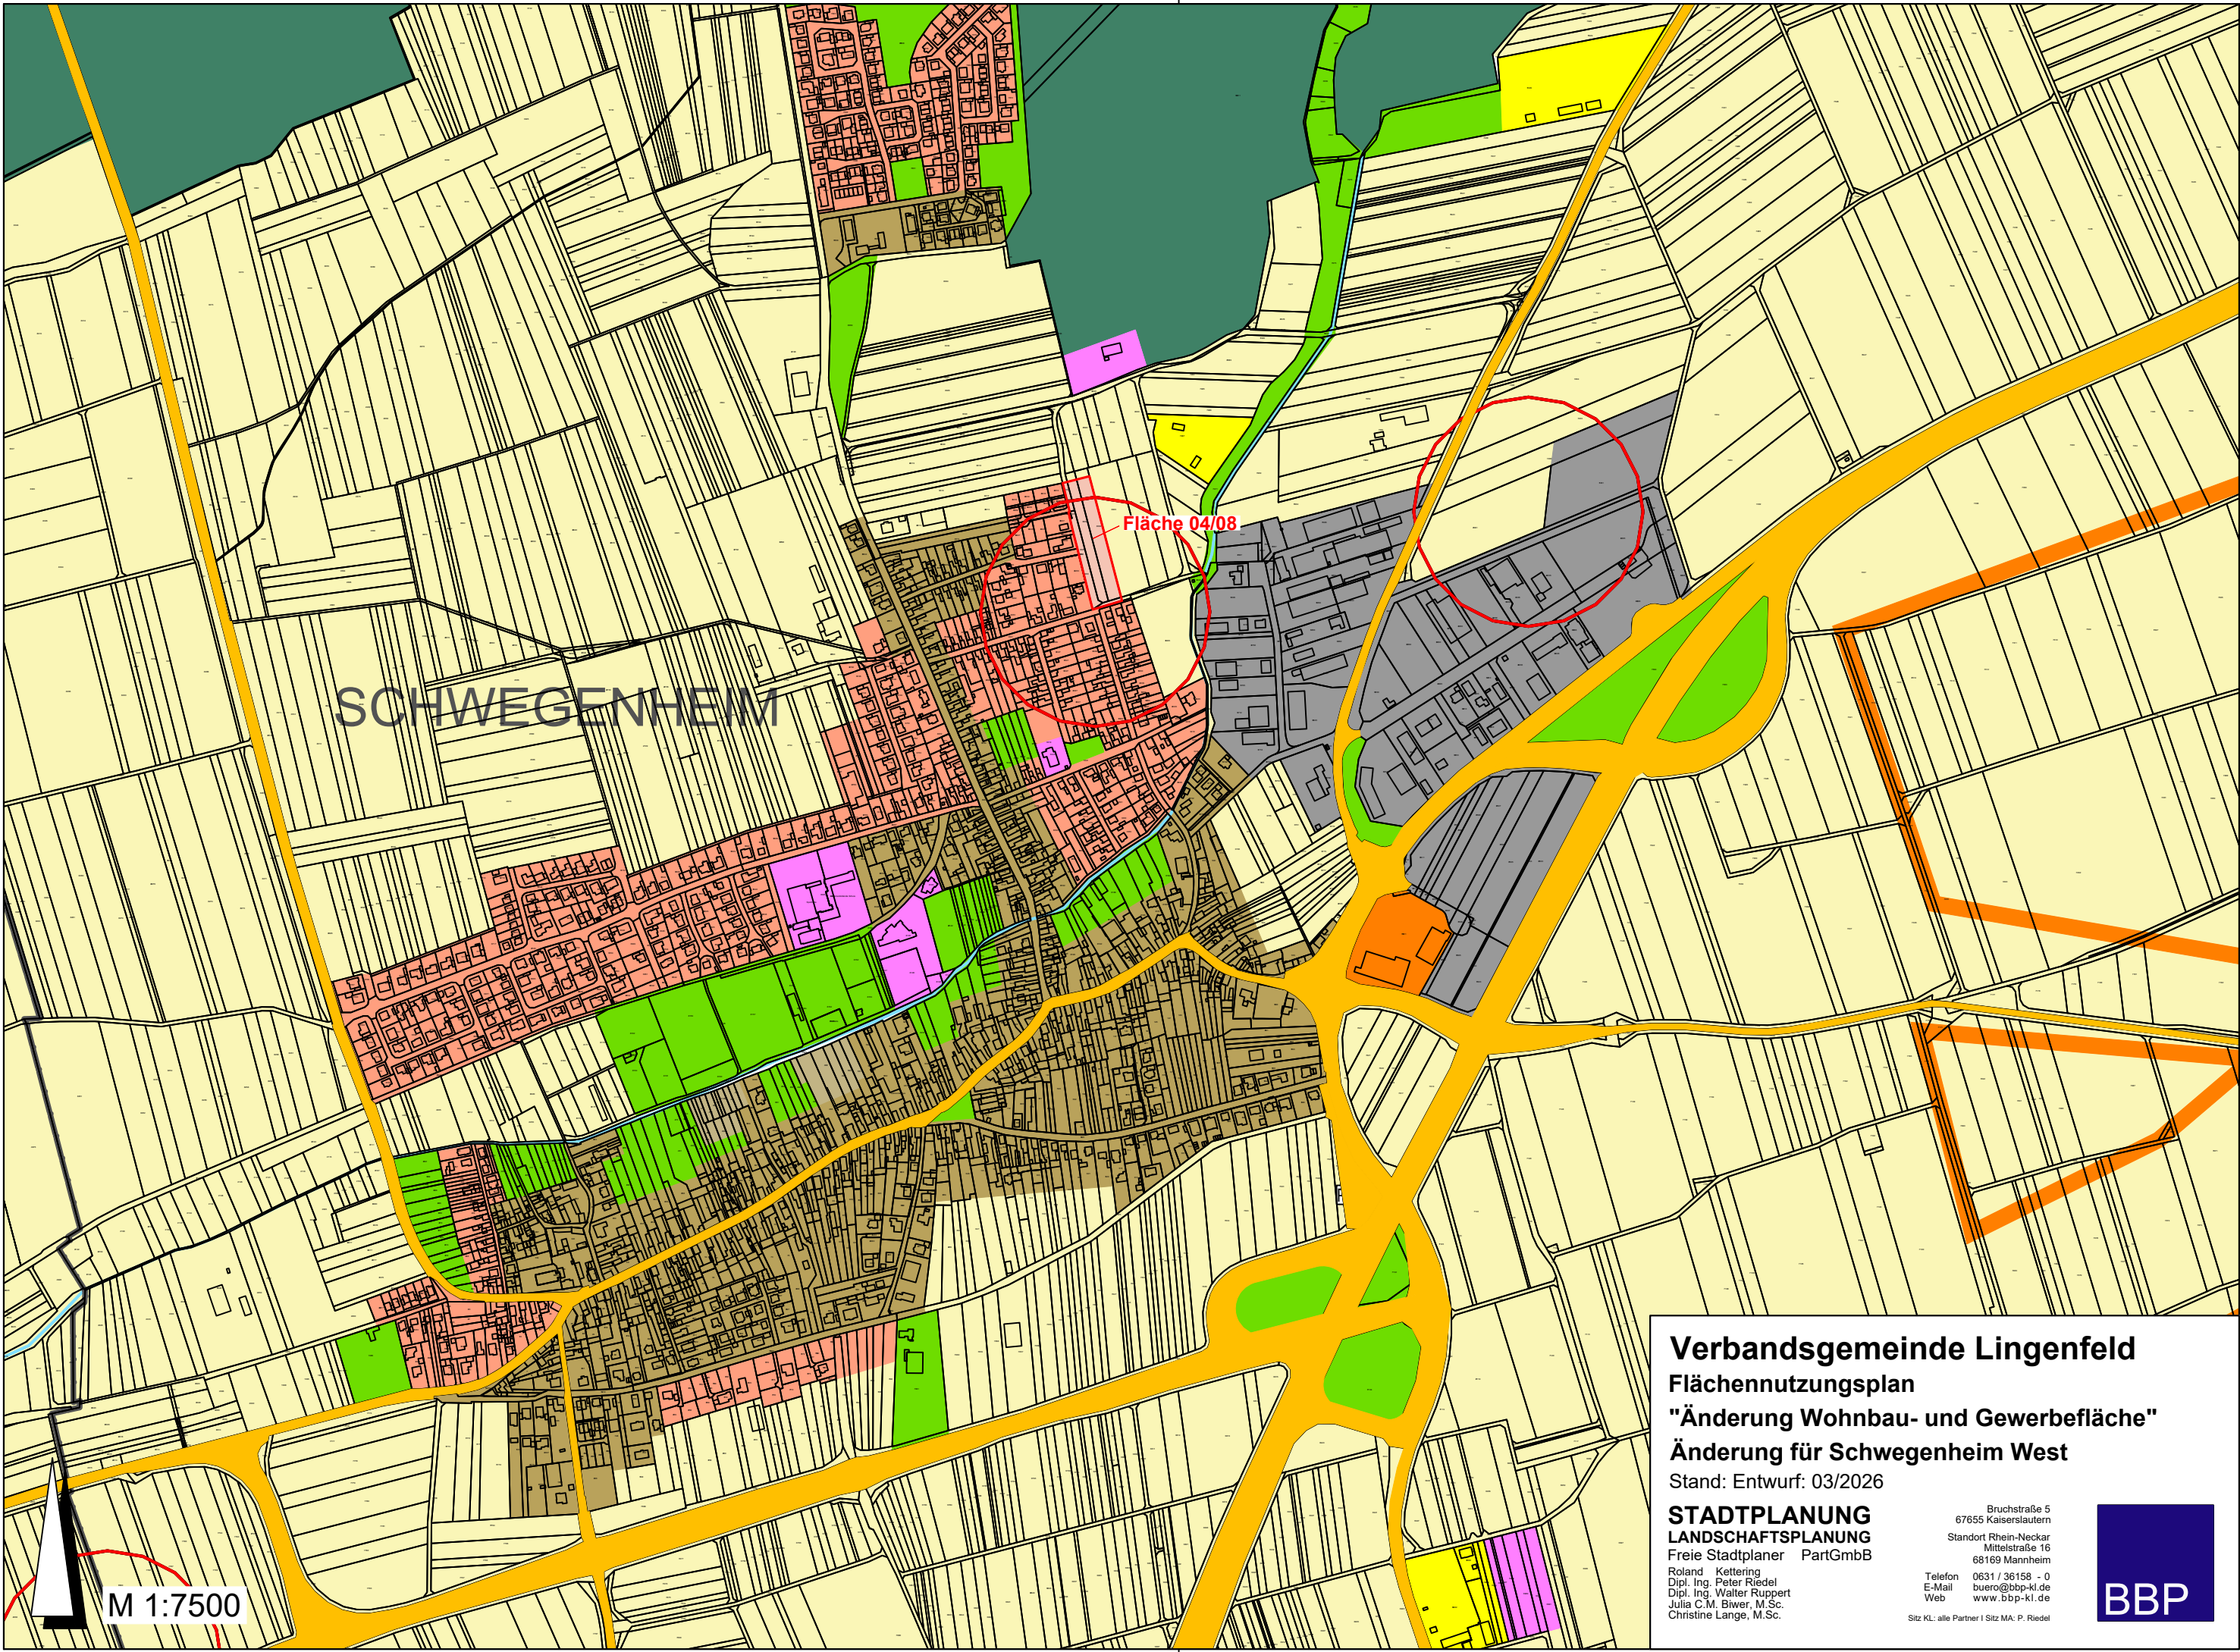 Fläche 04/08
SCHWEGENHEIM
M 1:7500
Verbandsgemeinde Lingenfeld
Flächennutzungsplan
"Änderung Wohnbau- und Gewerbefläche"
Änderung für Schwegenheim West
Stand: Entwurf: 03/2026
STADTPLANUNG
LANDSCHAFTSPLANUNG
Freie Stadtplaner PartGmbB
Roland Kettering
Dipl. Ing. Peter Riedel
Dipl. Ing. Walter Ruppert
Julia C.M. Biwer, M.Sc.
Christine Lange, M.Sc.
Bruchstraße 5
67655 Kaiserslautern
Standort Rhein-Neckar
Mittelstraße 16
68169 Mannheim
Telefon 0631 / 36158 - 0
E-Mail buero@bbp-kl.de
Web www.bbp-kl.de
Sitz KL: alle Partner I Sitz MA: P. Riedel
BBP